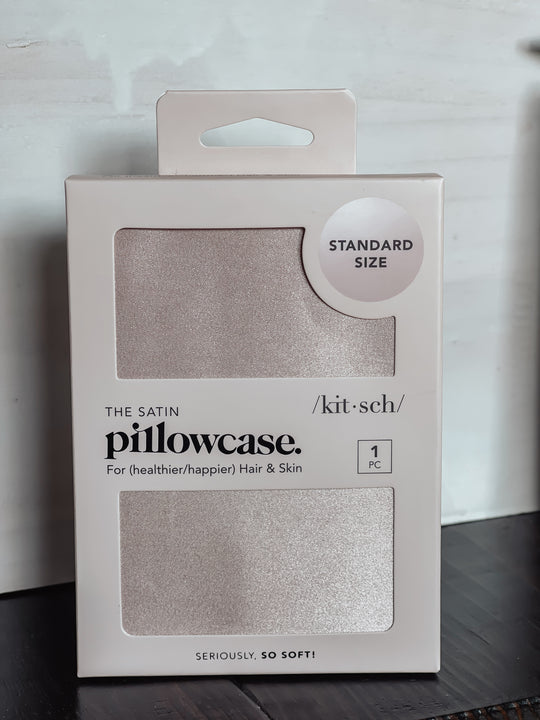 STANDARD
SIZE
/kit·sch/
THE SATIN
pillowcase.
For (healthier/happier) Hair & Skin
1
PC
SERIOUSLY, SO SOFT!